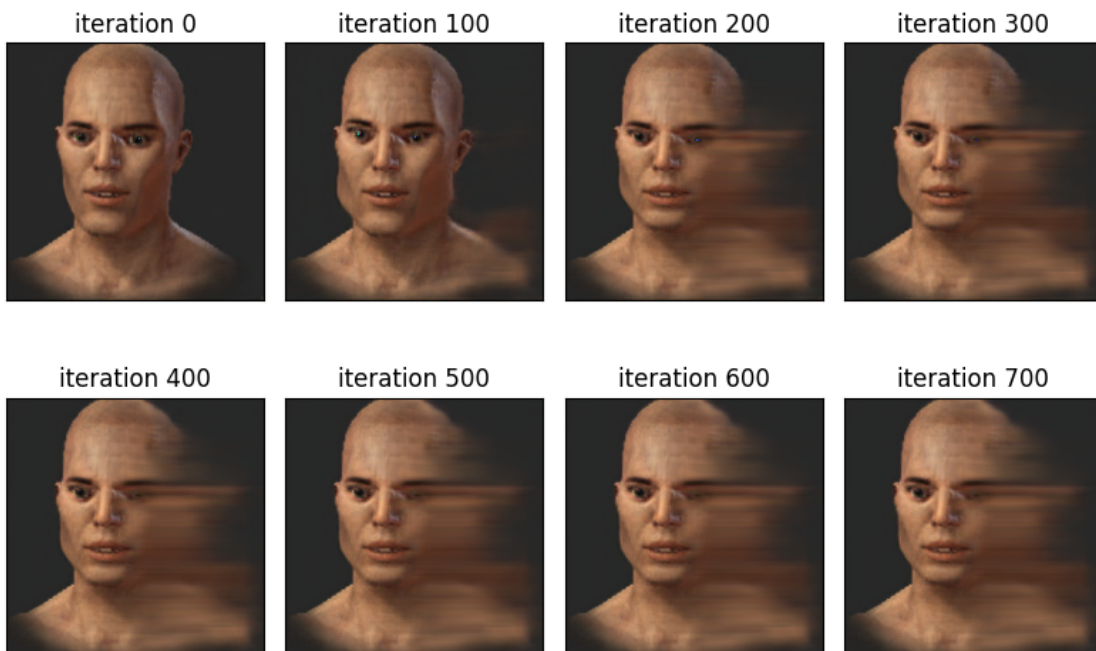 iteration 0
iteration 100
iteration 200
iteration 300
iteration 400
iteration 500
iteration 600
iteration 700